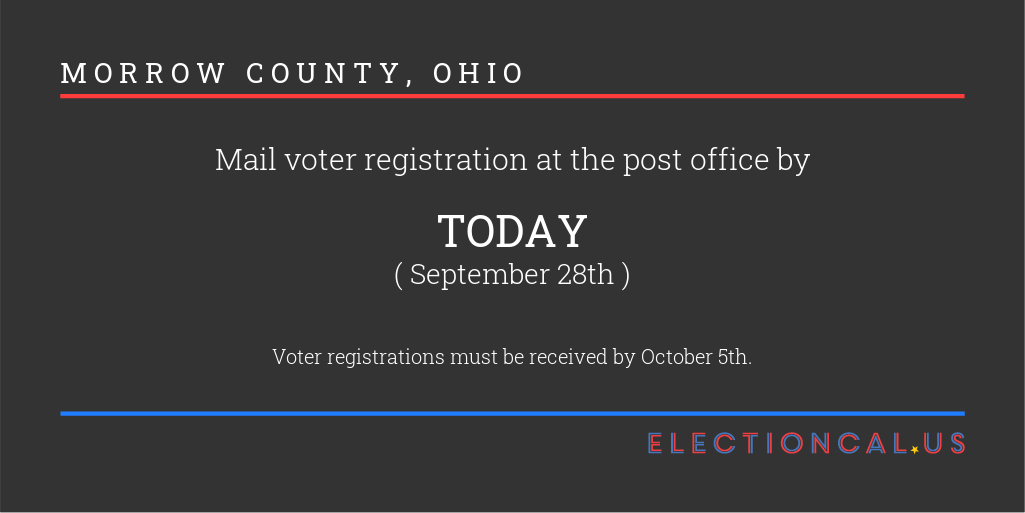 MORROW COUNTY, OHIO
Mail voter registration at the post office by
TODAY
( September 28th )
Voter registrations must be received by October 5th.
ELECTIONCAL★US